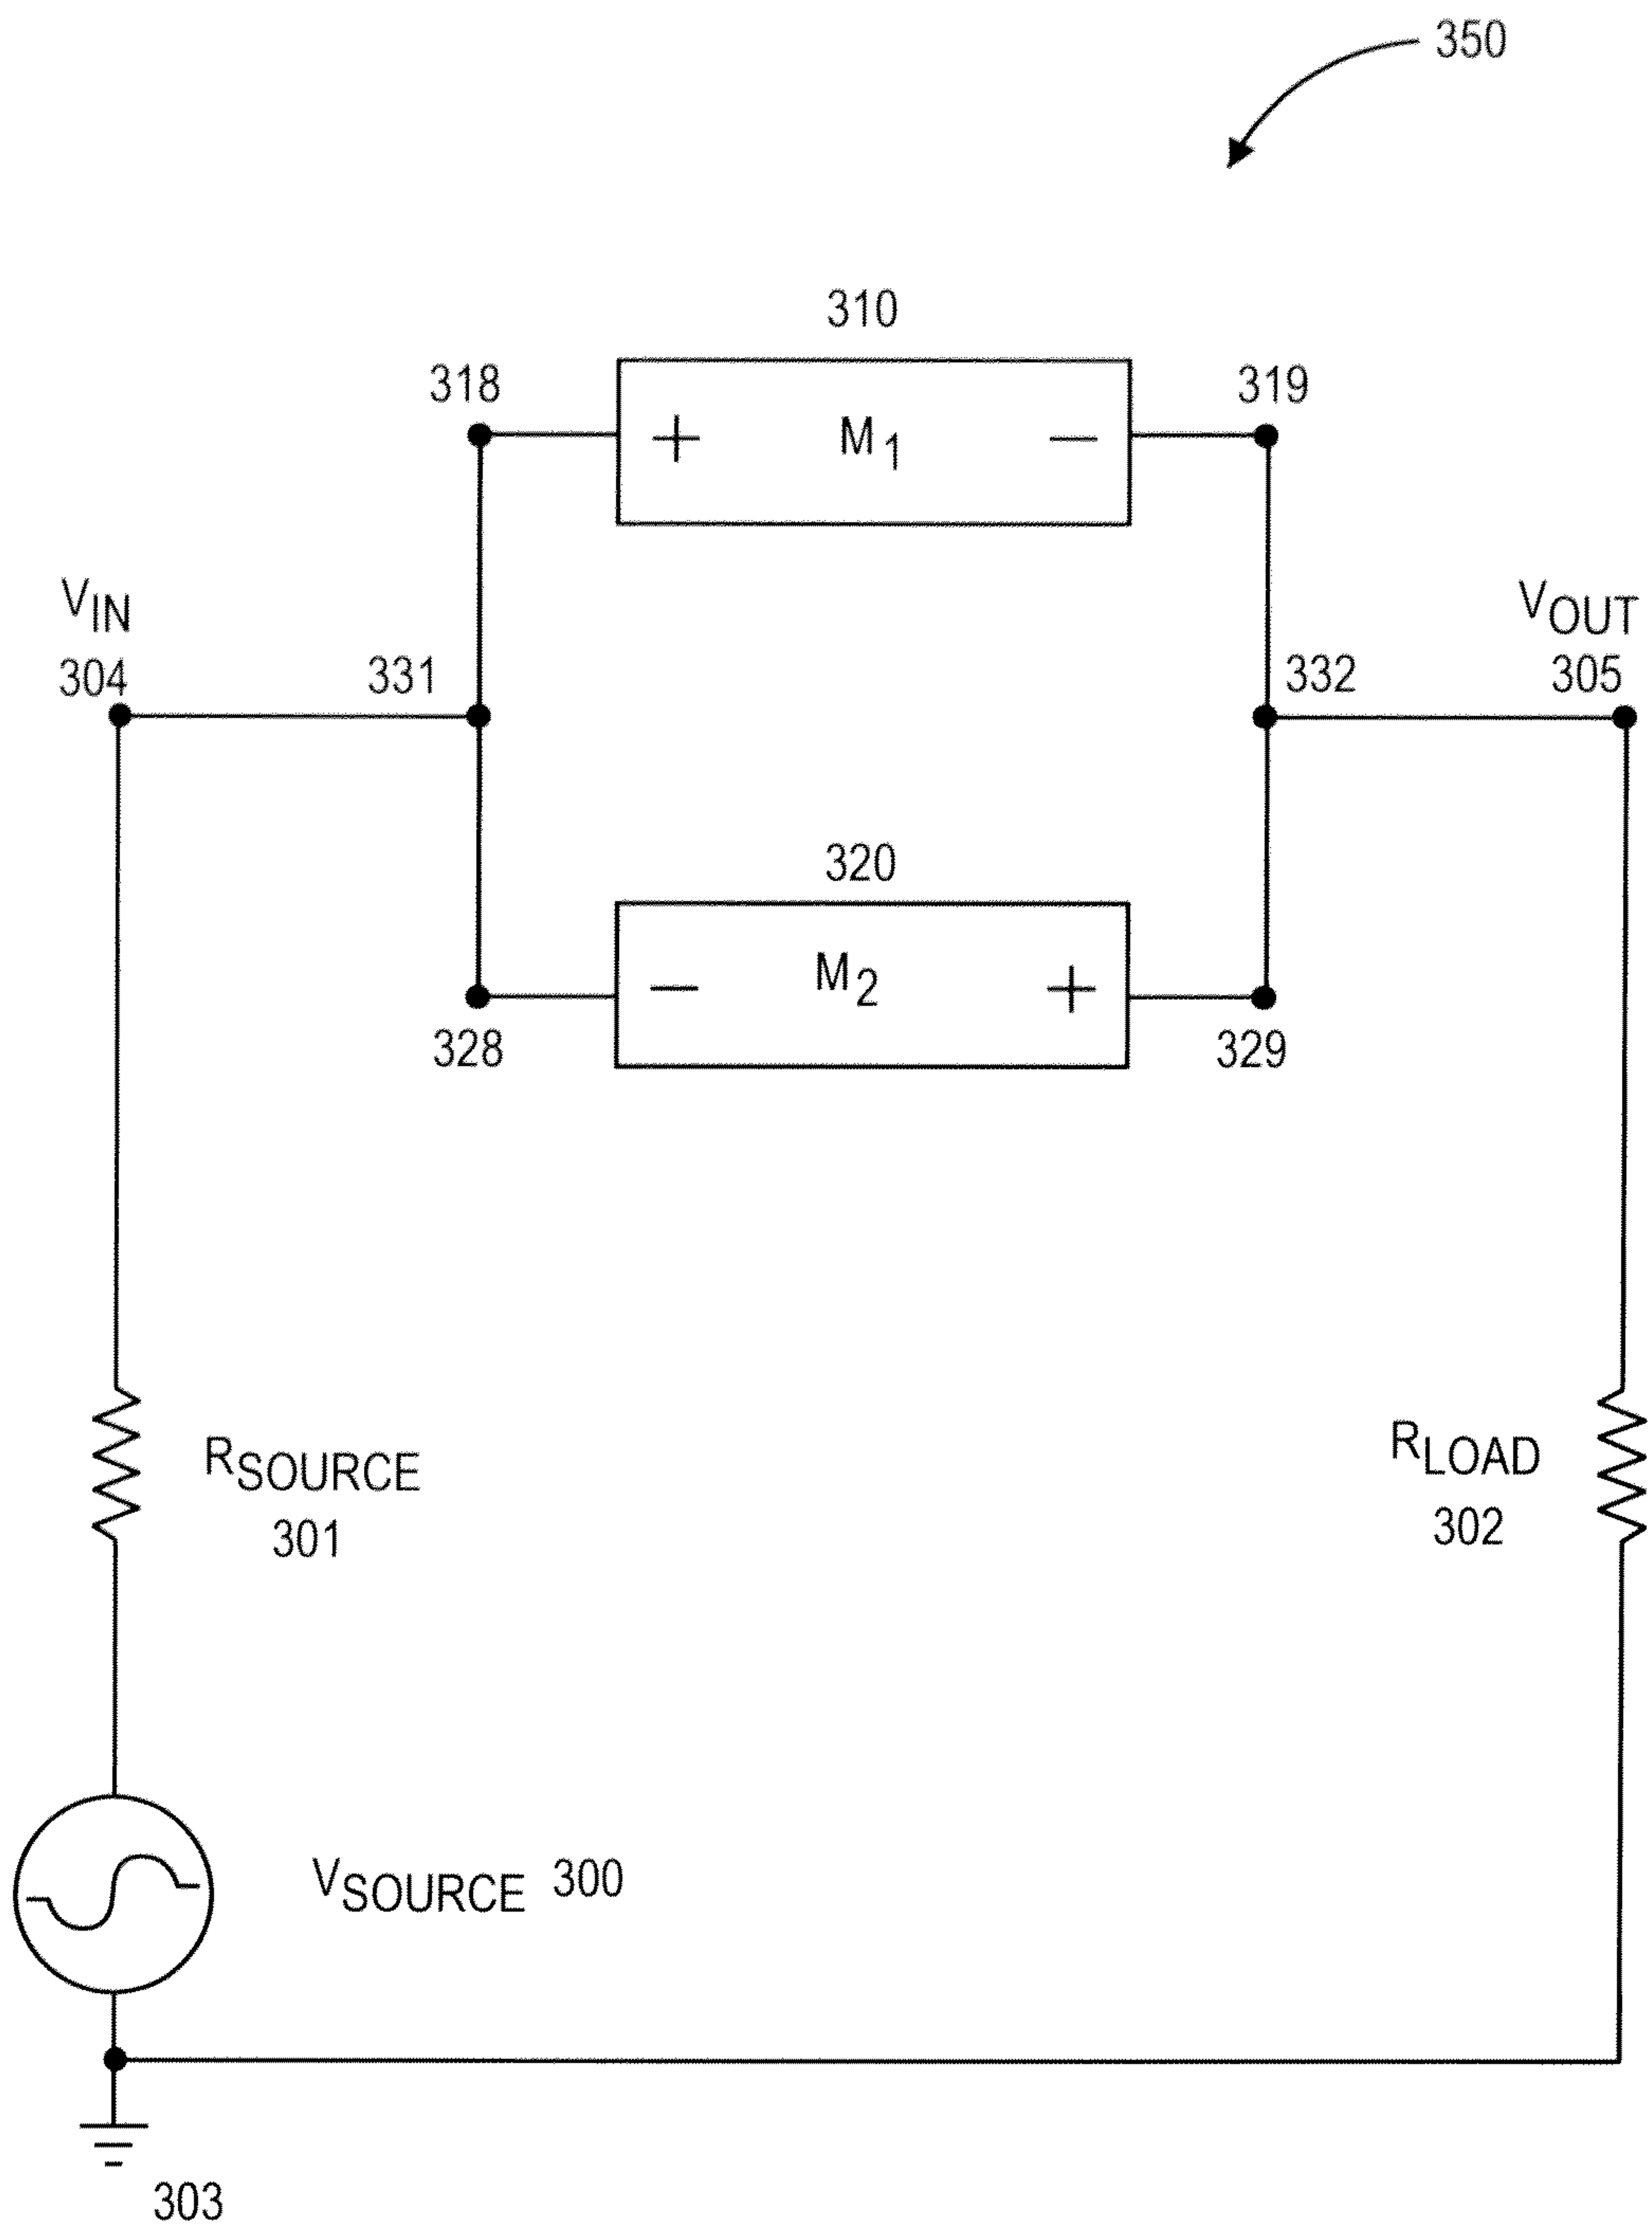 350
310
318
319
+ M1 −
VIN
304
331
332
VOUT
305
320
− M2 +
328
329
RSOURCE
301
RLOAD
302
VSOURCE 300
303